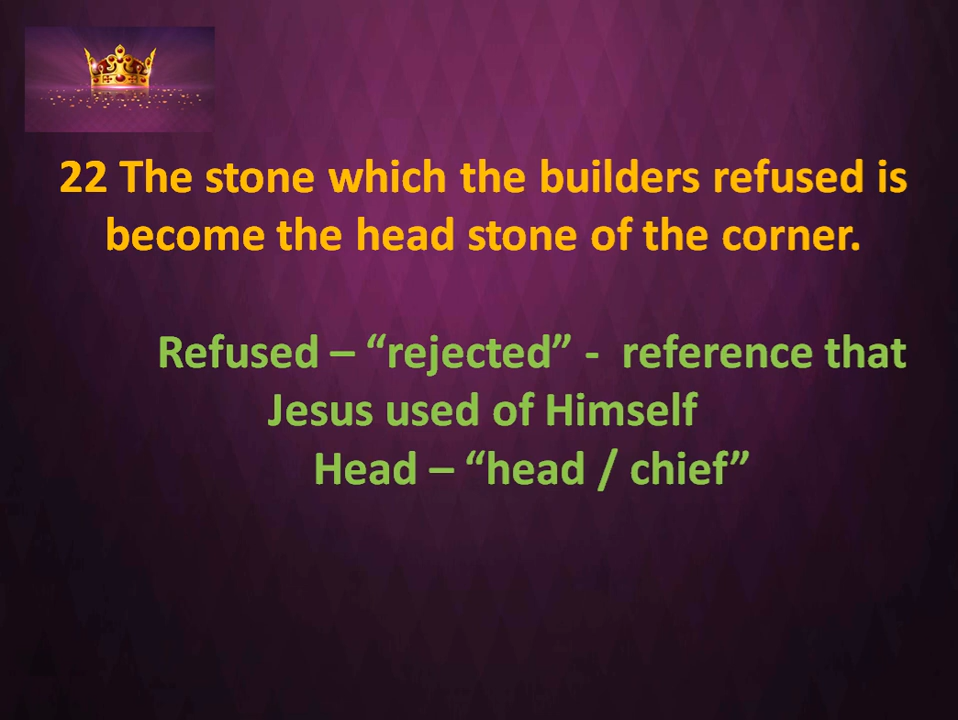 22 The stone which the builders refused is
become the head stone of the corner.
Refused – “rejected” - reference that
Jesus used of Himself
Head – “head / chief”